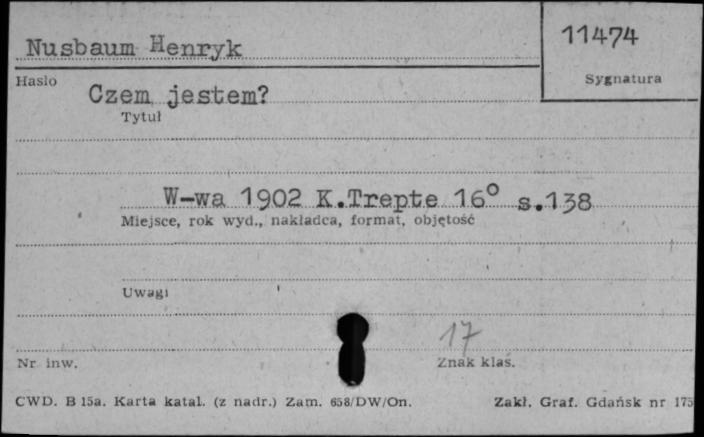 Nusbaum Henryk
11474
Hasło
Sygnatura
Czem jestem?
Tytuł
W-wa 1902 K.Trepte 16° s.138
Miejsce, rok wyd., nakładca, format, objętość
Uwagi
17
Nr inw.
Znak klas.
CWD. B 15a. Karta katal. (z nadr.) Zam. 658/DW/On.
Zakł. Graf. Gdańsk nr 175